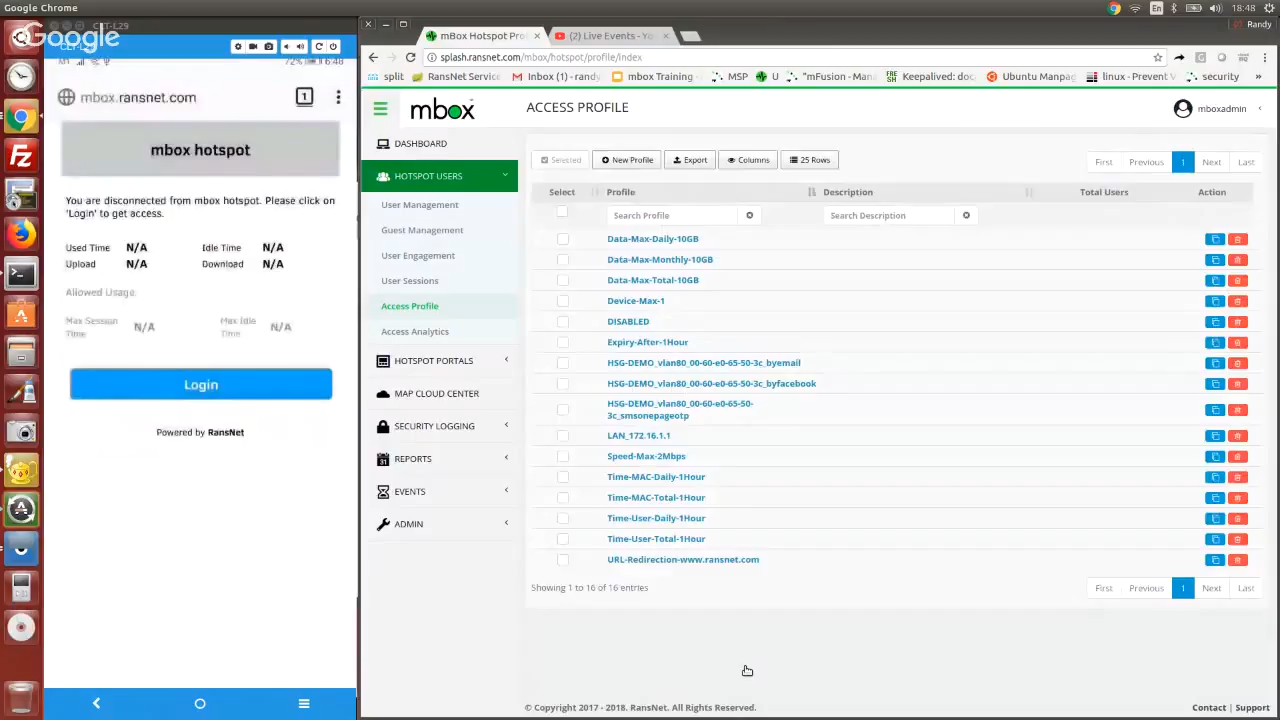 Google Chrome
En
18:48
Google
72% 6:48
mbox.ransnet.com
1
mbox hotspot
You are disconnected from mbox hotspot. Please click on
'Login' to get access.
Used Time N/A Idle Time N/A
Upload N/A Download N/A
Allowed Usage:
Max Session Time N/A Max Idle Time N/A
Login
Powered by RansNet
mBox Hotspot Pro
(2) Live Events - Yo
Randy
splash.ransnet.com/mbox/hotspot/profile/index
split
RansNet Service
Inbox (1) - randy
mbox Training -
MSP
U
"mFusion - Man
Keepalived: doc
Ubuntu Manp
linux - Prevent V
security
mbox
ACCESS PROFILE
mboxadmin
DASHBOARD
HOTSPOT USERS
User Management
Guest Management
User Engagement
User Sessions
Access Profile
Access Analytics
HOTSPOT PORTALS
MAP CLOUD CENTER
SECURITY LOGGING
REPORTS
EVENTS
ADMIN
Selected
New Profile
Export
Columns
25 Rows
First Previous 1 Next Last
Select Profile Description Total Users Action
Search Profile Search Description
Data-Max-Daily-10GB
Data-Max-Monthly-10GB
Data-Max-Total-10GB
Device-Max-1
DISABLED
Expiry-After-1Hour
HSG-DEMO_vlan80_00-60-e0-65-50-3c_byemail
HSG-DEMO_vlan80_00-60-e0-65-50-3c_byfacebook
HSG-DEMO_vlan80_00-60-e0-65-50-
3c_smsonepageotp
LAN_172.16.1.1
Speed-Max-2Mbps
Time-MAC-Daily-1Hour
Time-MAC-Total-1Hour
Time-User-Daily-1Hour
Time-User-Total-1Hour
URL-Redirection-www.ransnet.com
Showing 1 to 16 of 16 entries
First Previous 1 Next Last
© Copyright 2017 - 2018. RansNet. All Rights Reserved.
Contact | Support